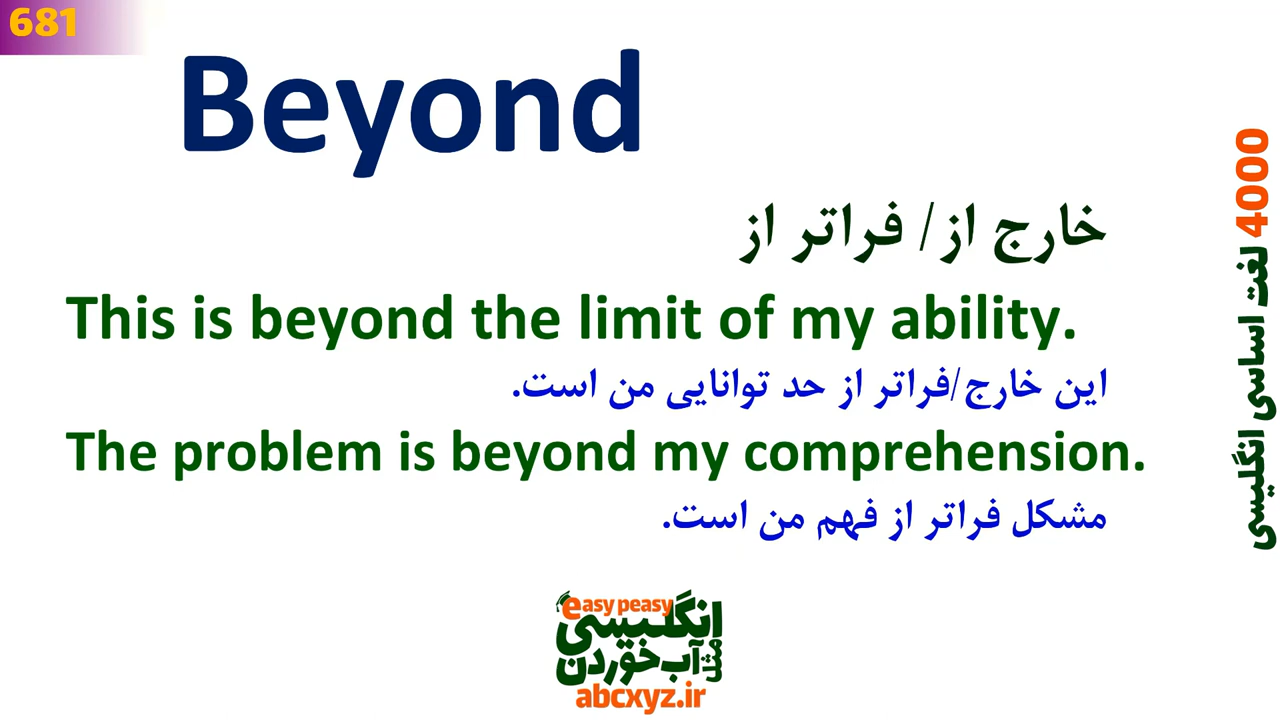 681
Beyond
خارج از/ فراتر از
This is beyond the limit of my ability.
این خارج/فراتر از حد توانایی من است.
The problem is beyond my comprehension.
مشکل فراتر از فهم من است.
4000 لغت اساسی انگلیسی
easy peasy
انگلیسی
مثل آب خوردن
abcxyz.ir